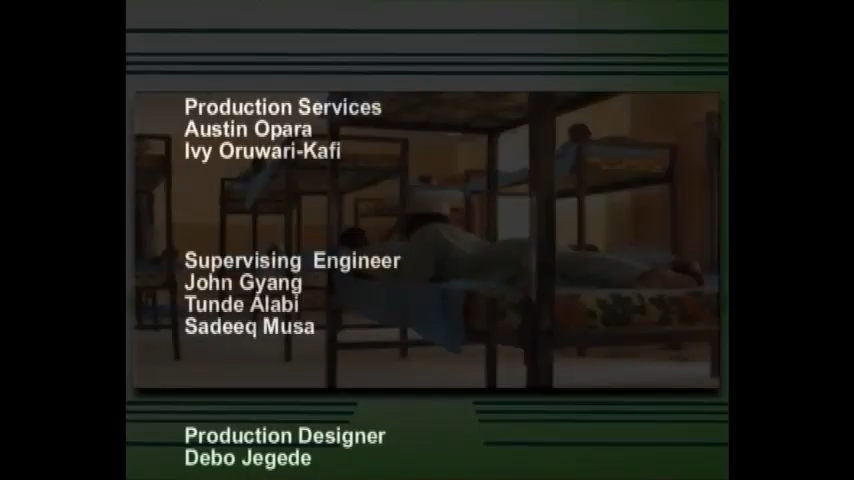 Production Services
Austin Opara
Ivy Oruwari-Kafi
Supervising Engineer
John Gyang
Tunde Alabi
Sadeeq Musa
Production Designer
Debo Jegede